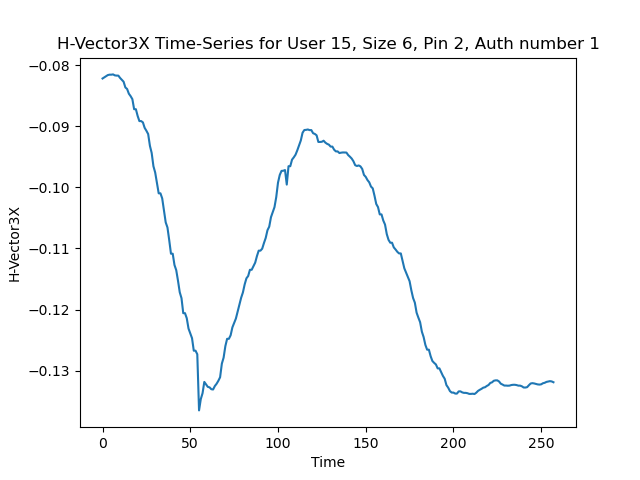 H-Vector3X Time-Series for User 15, Size 6, Pin 2, Auth number 1
−0.08
−0.09
−0.10
−0.11
−0.12
−0.13
H-Vector3X
0 50 100 150 200 250
Time